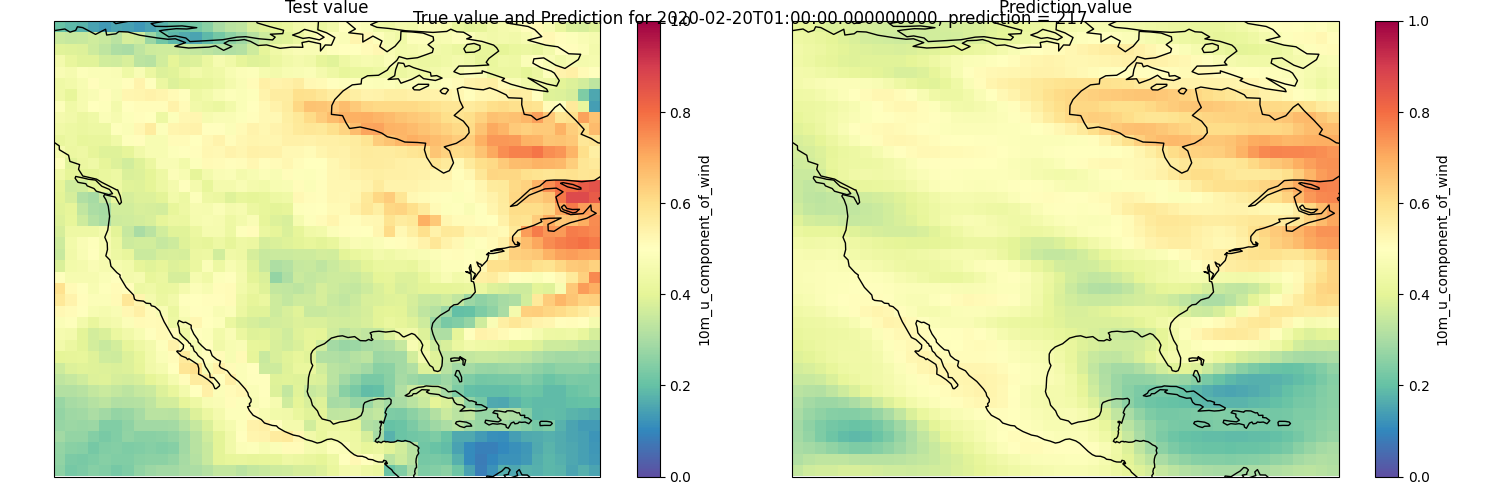 Test value
True value and Prediction for 2020-02-20T01:00:00.000000000, prediction = 217
Prediction value
1.0
0.8
0.6
0.4
0.2
0.0
10m_u_component_of_wind
1.0
0.8
0.6
0.4
0.2
0.0
10m_u_component_of_wind